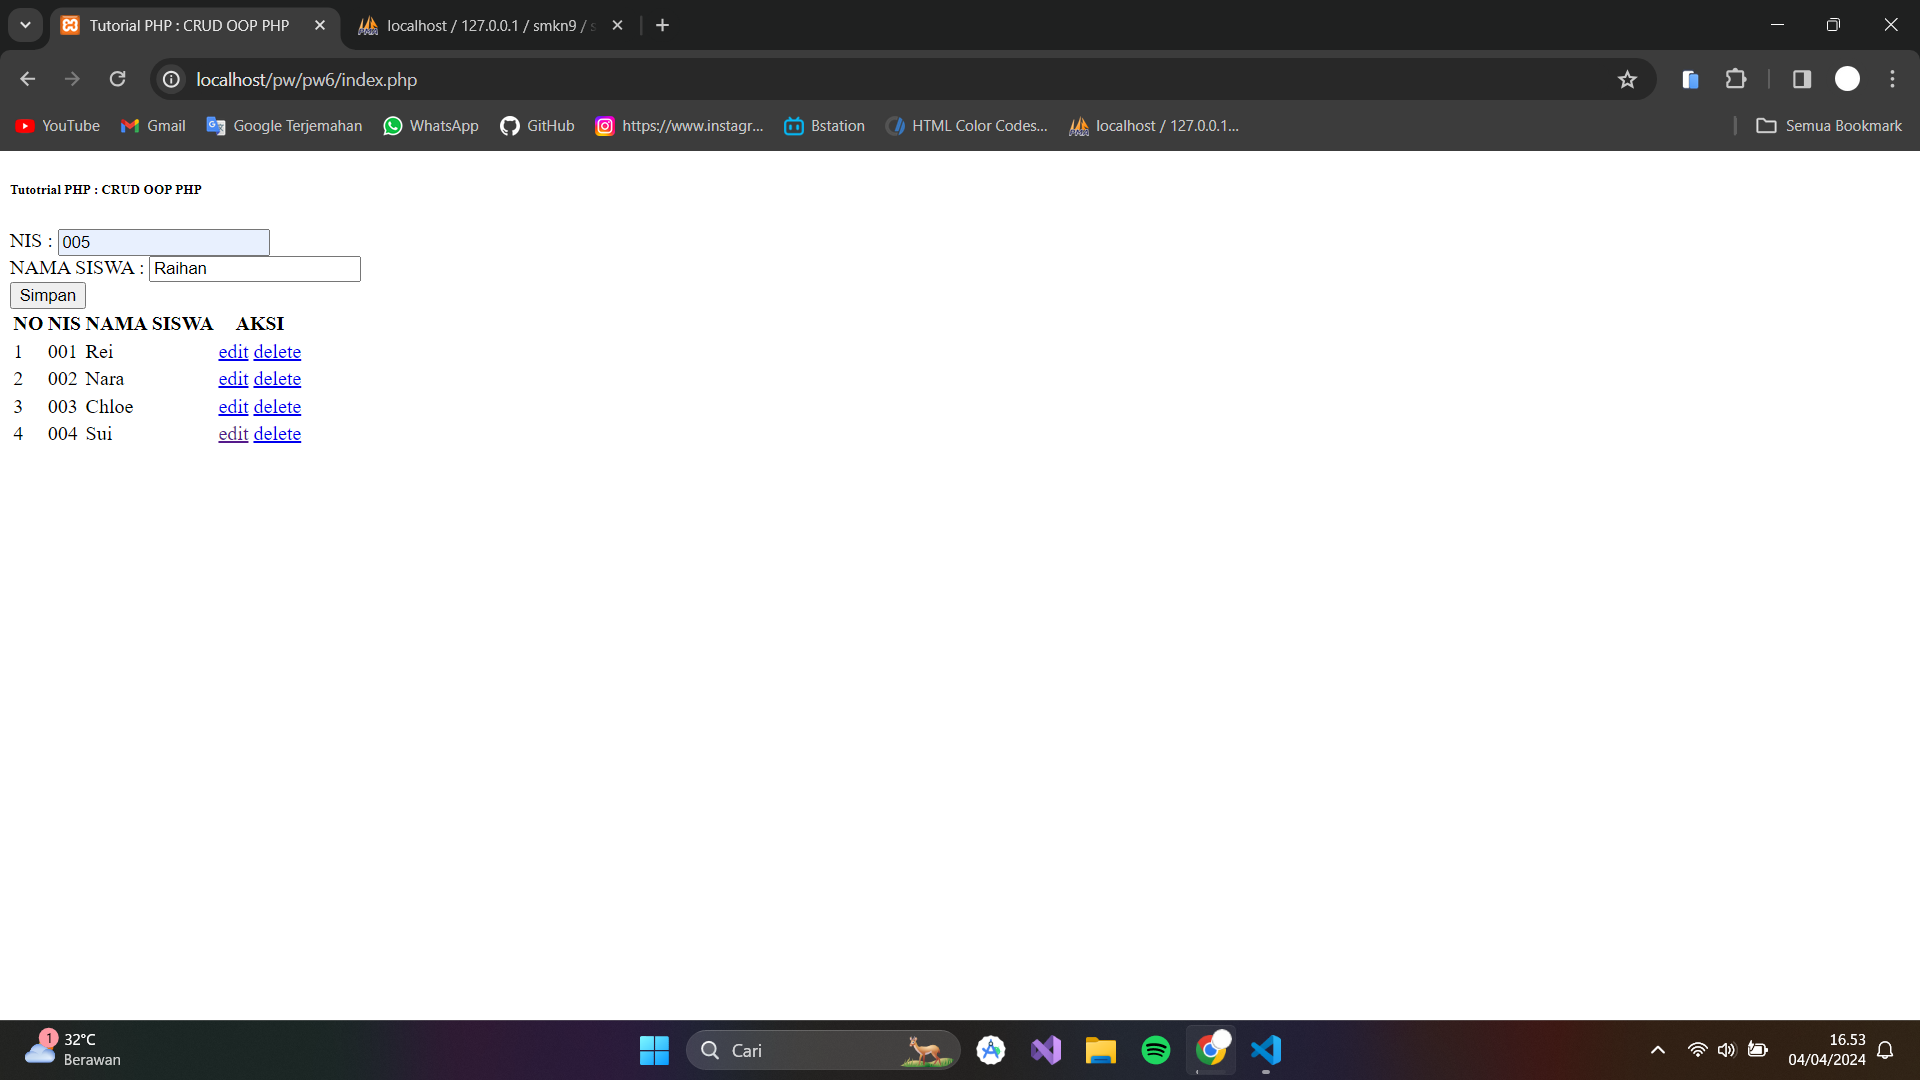 Tutorial PHP : CRUD OOP PHP
localhost / 127.0.0.1 / smkn9 /
localhost/pw/pw6/index.php
YouTube Gmail Google Terjemahan WhatsApp GitHub https://www.instagr... Bstation HTML Color Codes... localhost / 127.0.0.1... Semua Bookmark
Tutotrial PHP : CRUD OOP PHP
NIS : 005
NAMA SISWA : Raihan
Simpan
NO NIS NAMA SISWA AKSI
1 001 Rei edit delete
2 002 Nara edit delete
3 003 Chloe edit delete
4 004 Sui edit delete
1
32°C
Berawan
Cari
16.53
04/04/2024